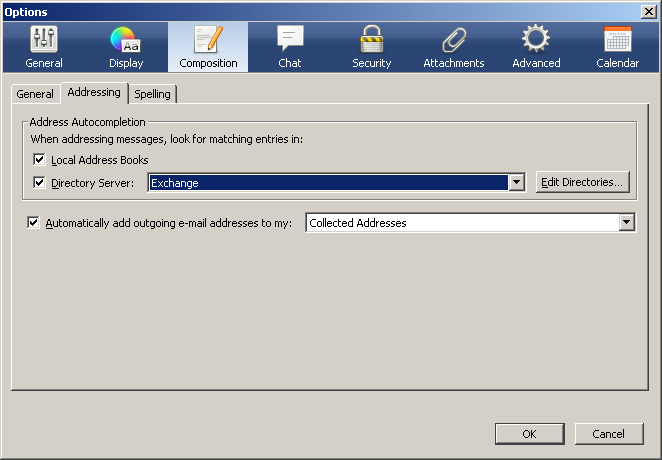 Options
General Display Composition Chat Security Attachments Advanced Calendar
General Addressing Spelling
Address Autocompletion
When addressing messages, look for matching entries in:
Local Address Books
Directory Server: Exchange Edit Directories...
Automatically add outgoing e-mail addresses to my: Collected Addresses
OK Cancel